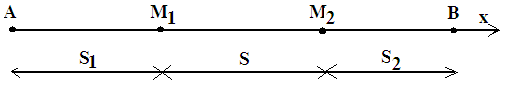 A M₁ M₂ B x
S₁ S S₂